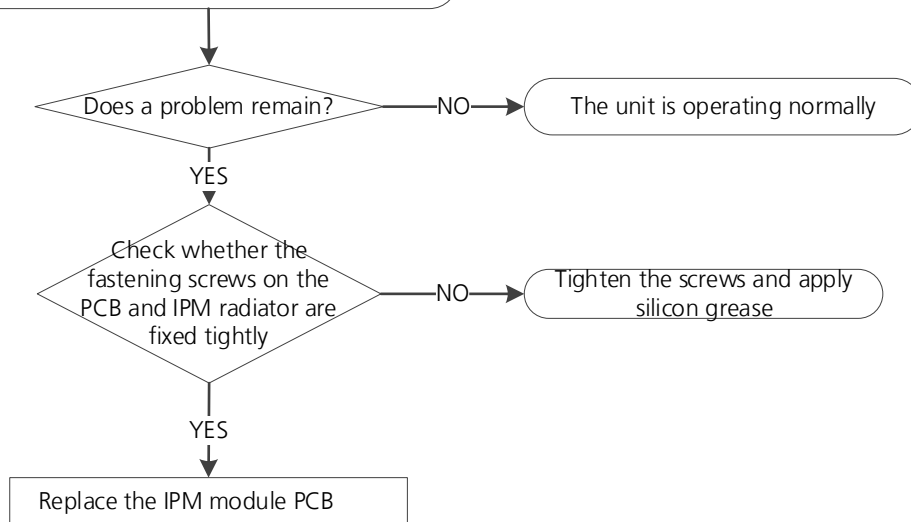 Does a problem remain?
NO
The unit is operating normally
YES
Check whether the
fastening screws on the
PCB and IPM radiator are
fixed tightly
NO
Tighten the screws and apply
silicon grease
YES
Replace the IPM module PCB